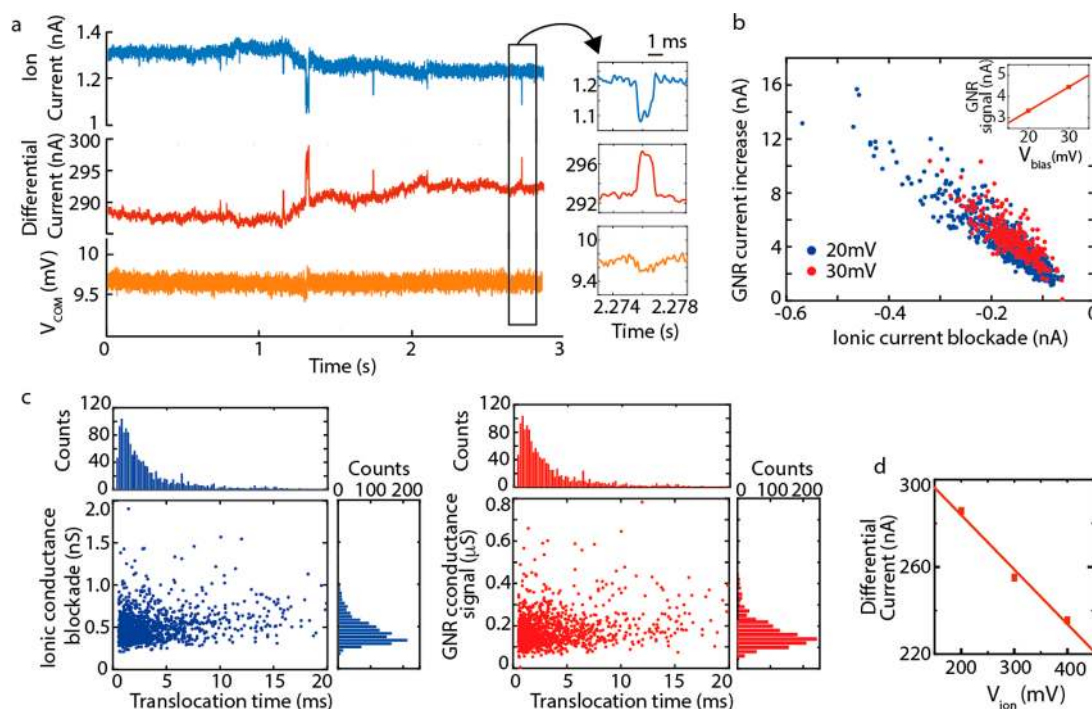 a
Ion
Current (nA)
1.4
1.2
1
Differential
Current (nA)
300
295
290
V_COM (mV)
10
9.5
0
1
2
3
Time (s)
1 ms
1.2
1.1
296
292
10
9.4
2.274
2.278
Time (s)
b
GNR current increase (nA)
16
12
8
4
0
-0.6
-0.4
-0.2
0
Ionic current blockade (nA)
20mV
30mV
GNR
signal (nA)
5
4
3
20
30
V_bias(mV)
c
Counts
120
80
40
0
Counts
0 100 200
Ionic conductance
blockade (nS)
2.0
1.5
1.0
0.5
0
0
5
10
15
20
Translocation time (ms)
Counts
120
80
40
0
Counts
0 100 200
GNR cconductance
signal (µS)
0.8
0.6
0.4
0.2
0
0
5
10
15
20
Translocation time (ms)
d
Differential
Current (nA)
300
260
220
200
300
400
V_ion (mV)